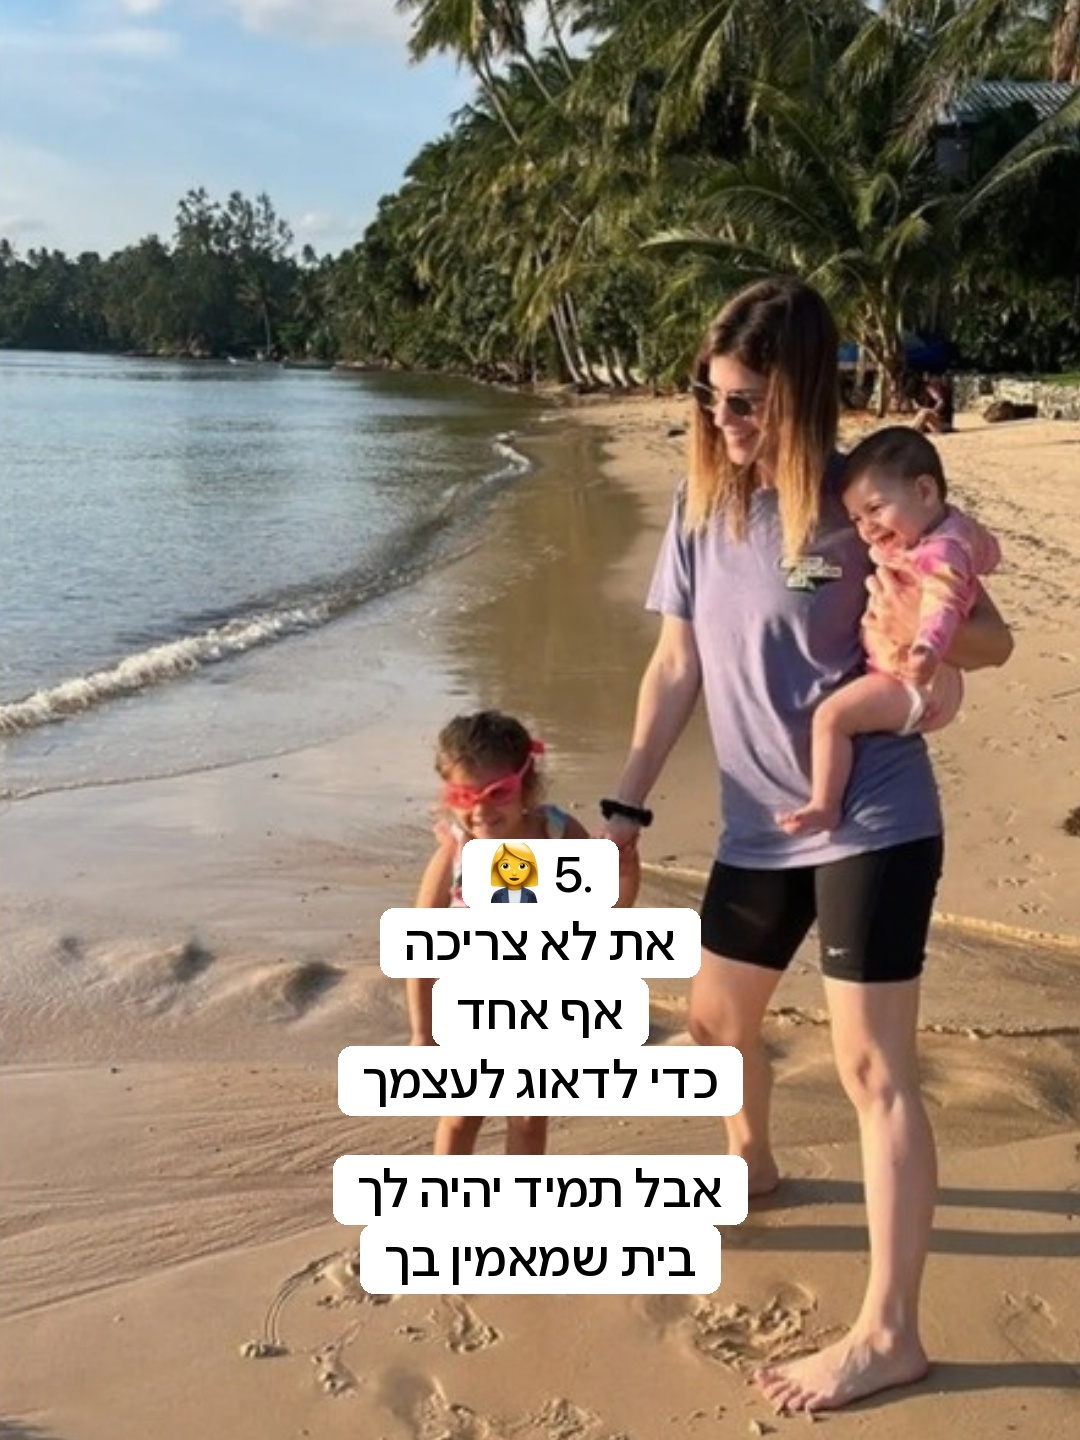 👩‍💼 5.
את לא צריכה
אף אחד
כדי לדאוג לעצמך
אבל תמיד יהיה לך
בית שמאמין בך